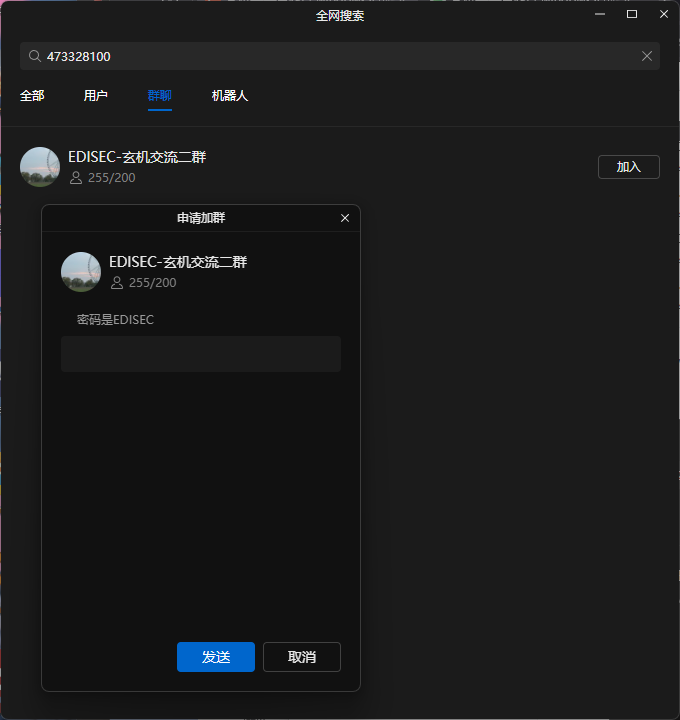 全网搜索
473328100
全部
用户
群聊
机器人
EDISEC-玄机交流二群
255/200
加入
申请加群
EDISEC-玄机交流二群
255/200
密码是EDISEC
发送
取消